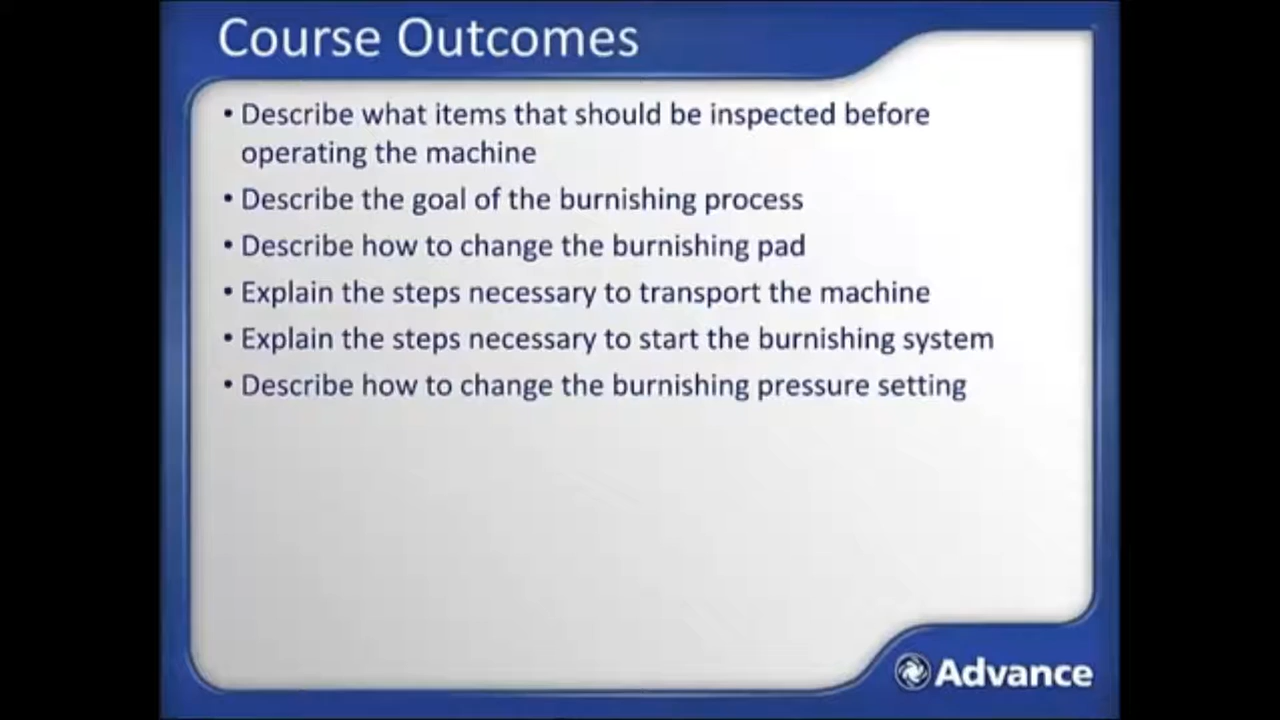 Course Outcomes
• Describe what items that should be inspected before
operating the machine
• Describe the goal of the burnishing process
• Describe how to change the burnishing pad
• Explain the steps necessary to transport the machine
• Explain the steps necessary to start the burnishing system
• Describe how to change the burnishing pressure setting
Advance